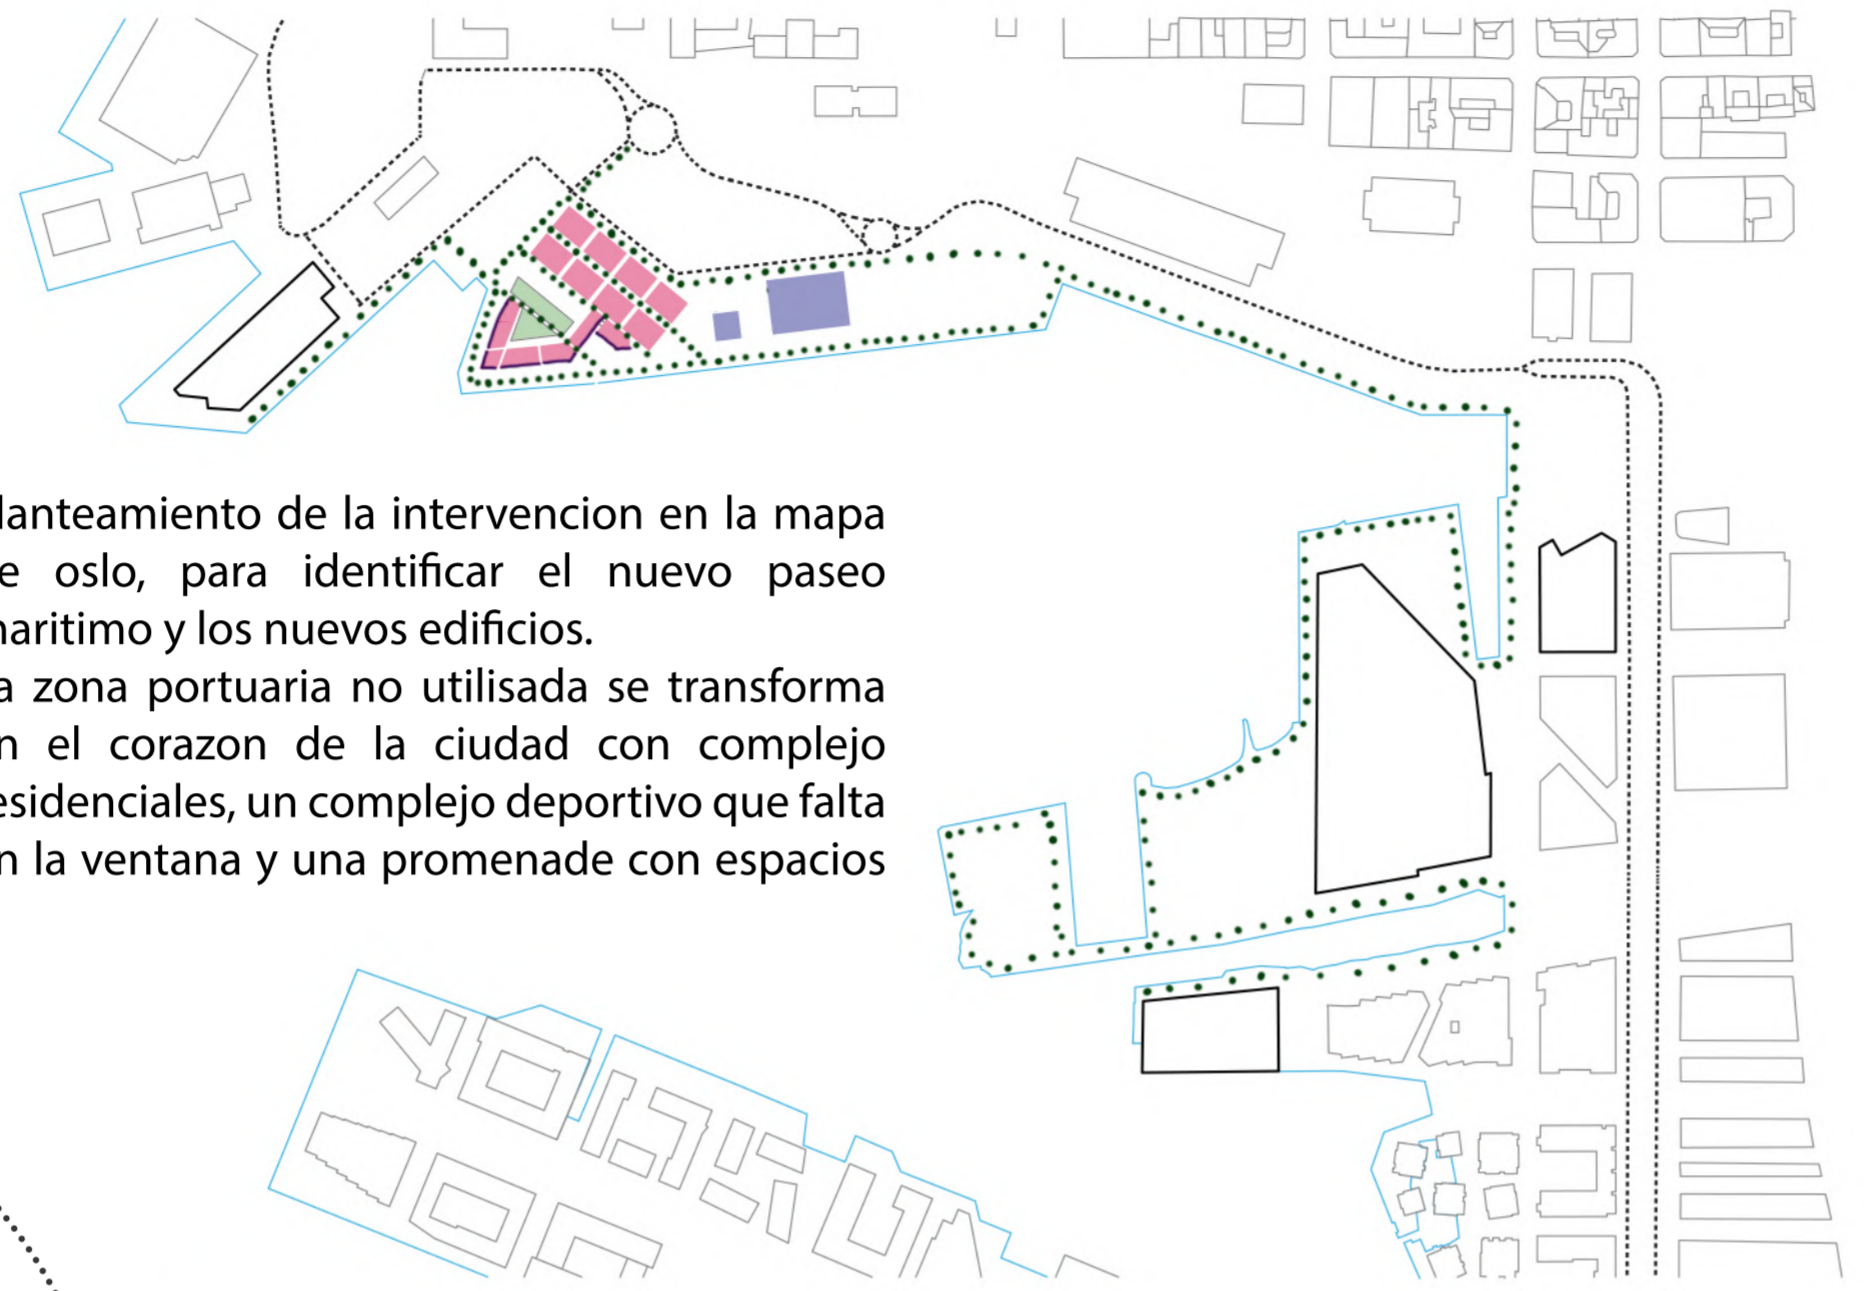 lanteamiento de la intervencion en la mapa
e oslo, para identificar el nuevo paseo
naritimo y los nuevos edificios.
a zona portuaria no utilisada se transforma
n el corazon de la ciudad con complejo
esidenciales, un complejo deportivo que falta
n la ventana y una promenade con espacios